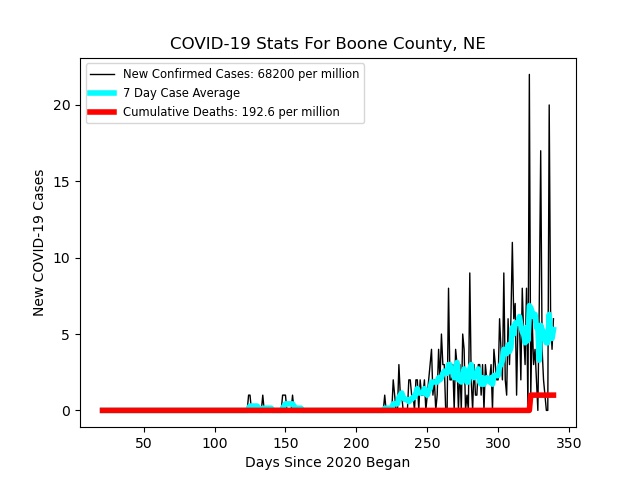 COVID-19 Stats For Boone County, NE
New Confirmed Cases: 68200 per million
7 Day Case Average
Cumulative Deaths: 192.6 per million
New COVID-19 Cases
20
15
10
5
0
50 100 150 200 250 300 350
Days Since 2020 Began